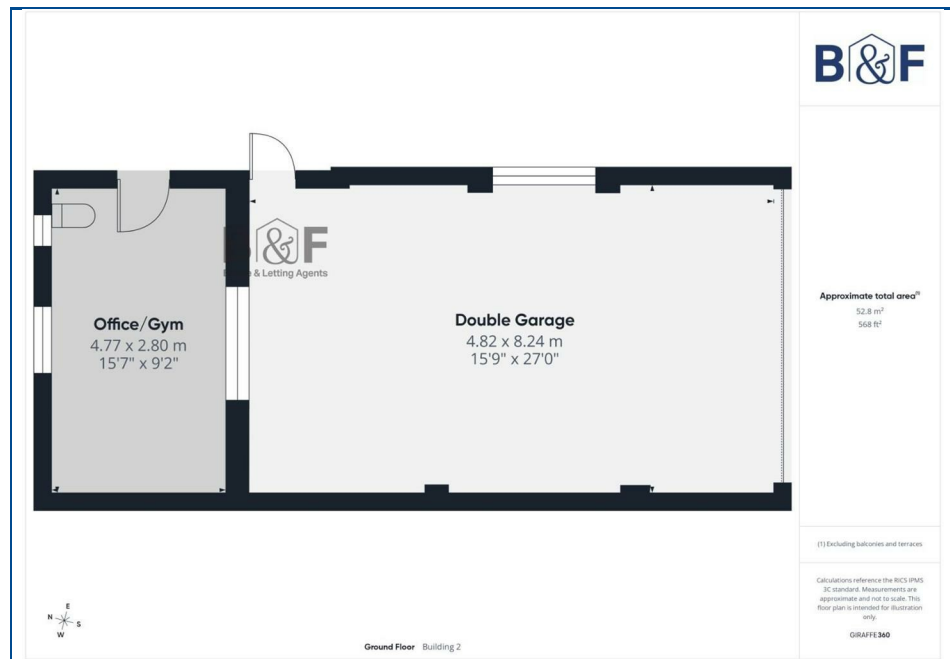 B&F
B&F
& Letting Agents
Office/Gym
4.77 x 2.80 m
15'7" x 9'2"
Double Garage
4.82 x 8.24 m
15'9" x 27'0"
Approximate total area⁽¹⁾
52.8 m²
568 ft²
(1) Excluding balconies and terraces
Calculations reference the RICS IPMS
3C standard. Measurements are
approximate and not to scale. This
floor plan is intended for illustration
only.
GIRAFFE360
E
N
S
W
Ground Floor Building 2